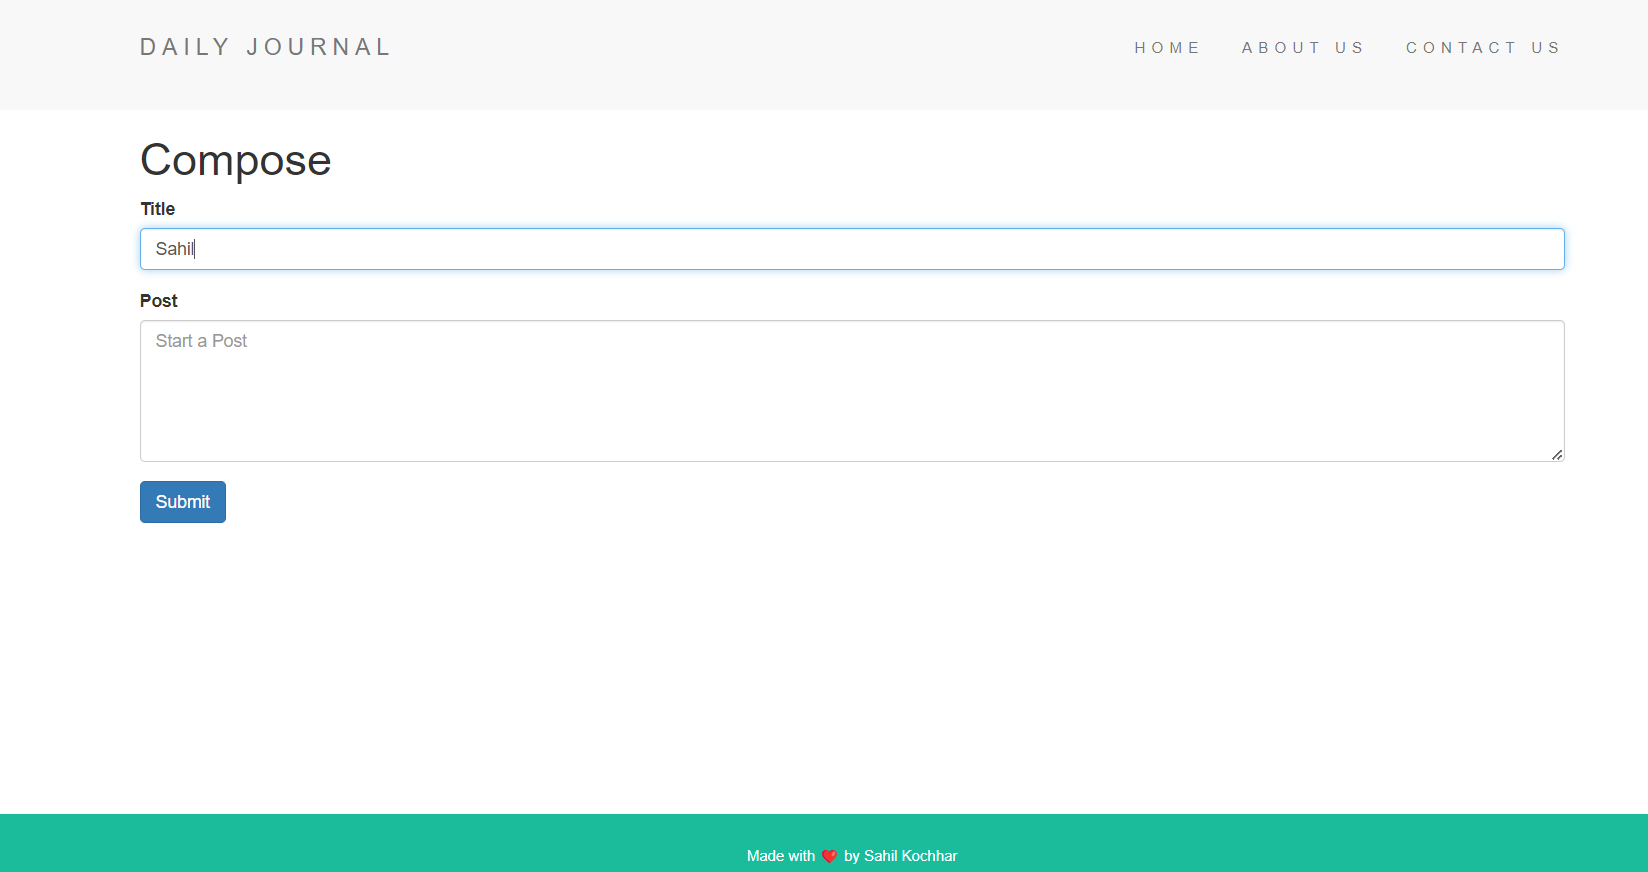 DAILY JOURNAL
HOME ABOUT US CONTACT US
Compose
Title
Sahil
Post
Start a Post
Submit
Made with ❤️ by Sahil Kochhar